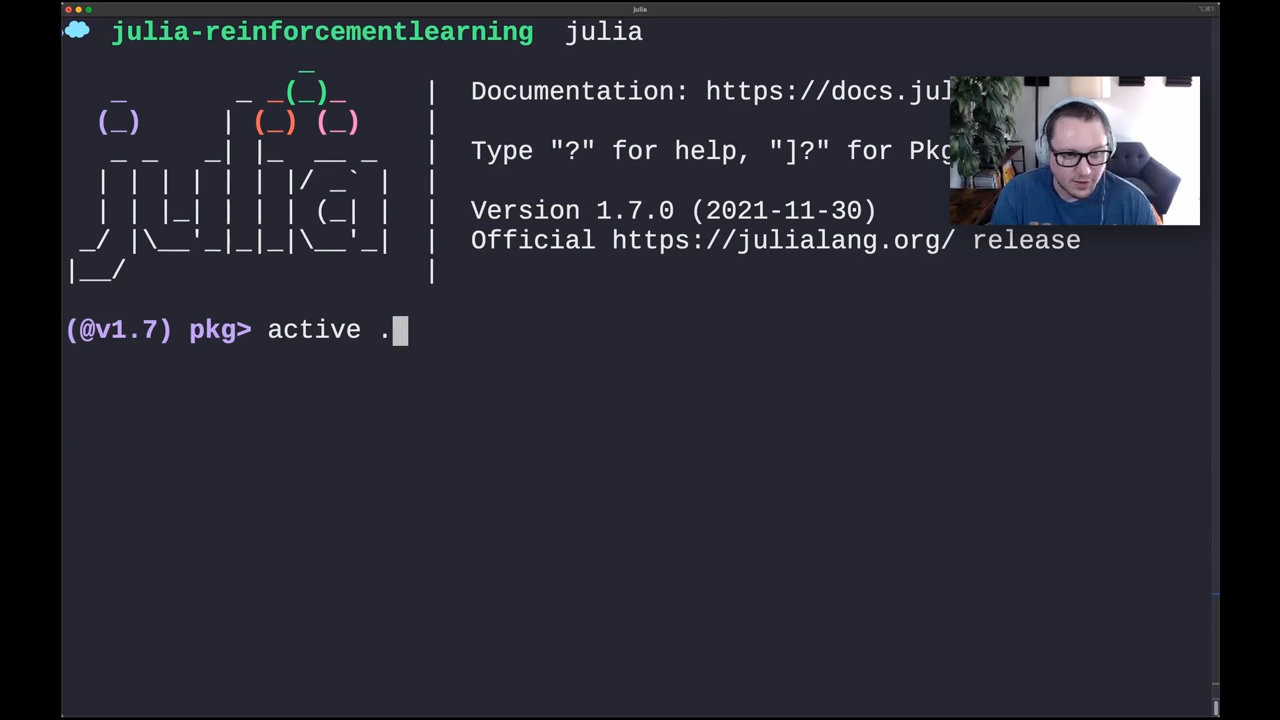 julia
julia-reinforcementlearning julia
Documentation: https://docs.jul
Type "?" for help, "]?" for Pkg
Version 1.7.0 (2021-11-30)
Official https://julialang.org/ release
(@v1.7) pkg> active .